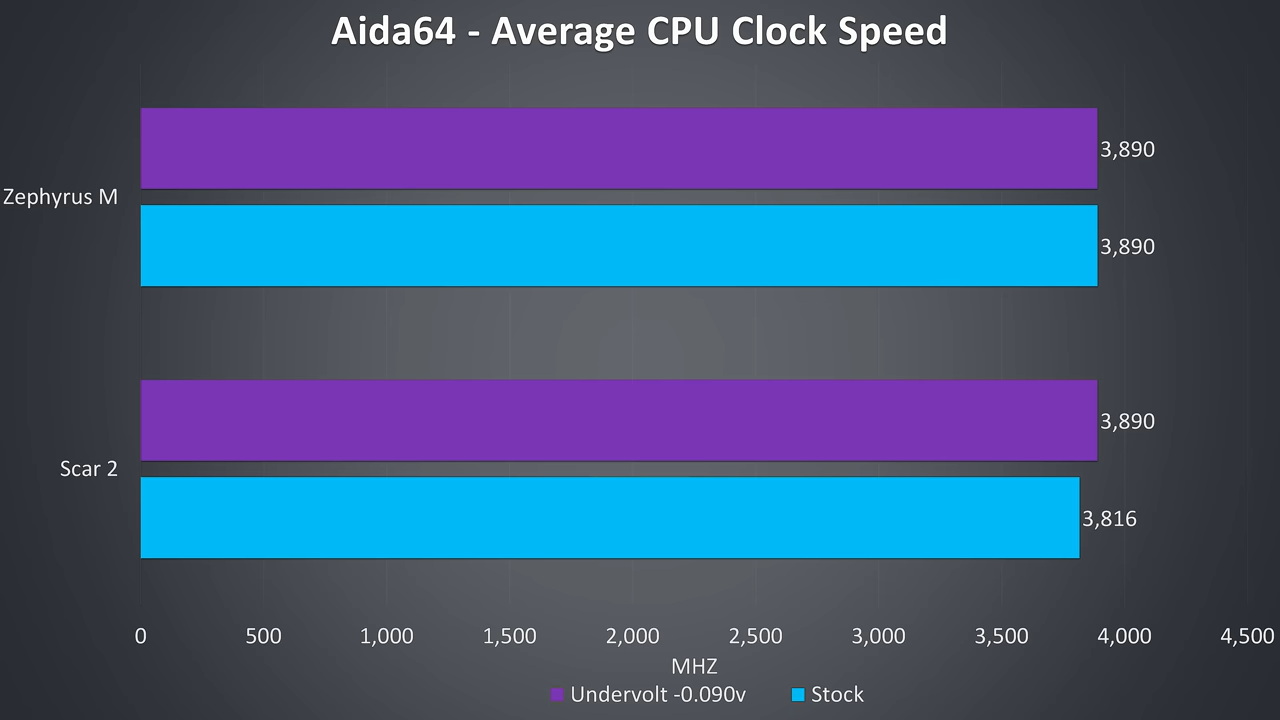 Aida64 - Average CPU Clock Speed
3,890
Zephyrus M
3,890
3,890
Scar 2
3,816
0 500 1,000 1,500 2,000 2,500 3,000 3,500 4,000 4,500
MHZ
Undervolt -0.090v Stock